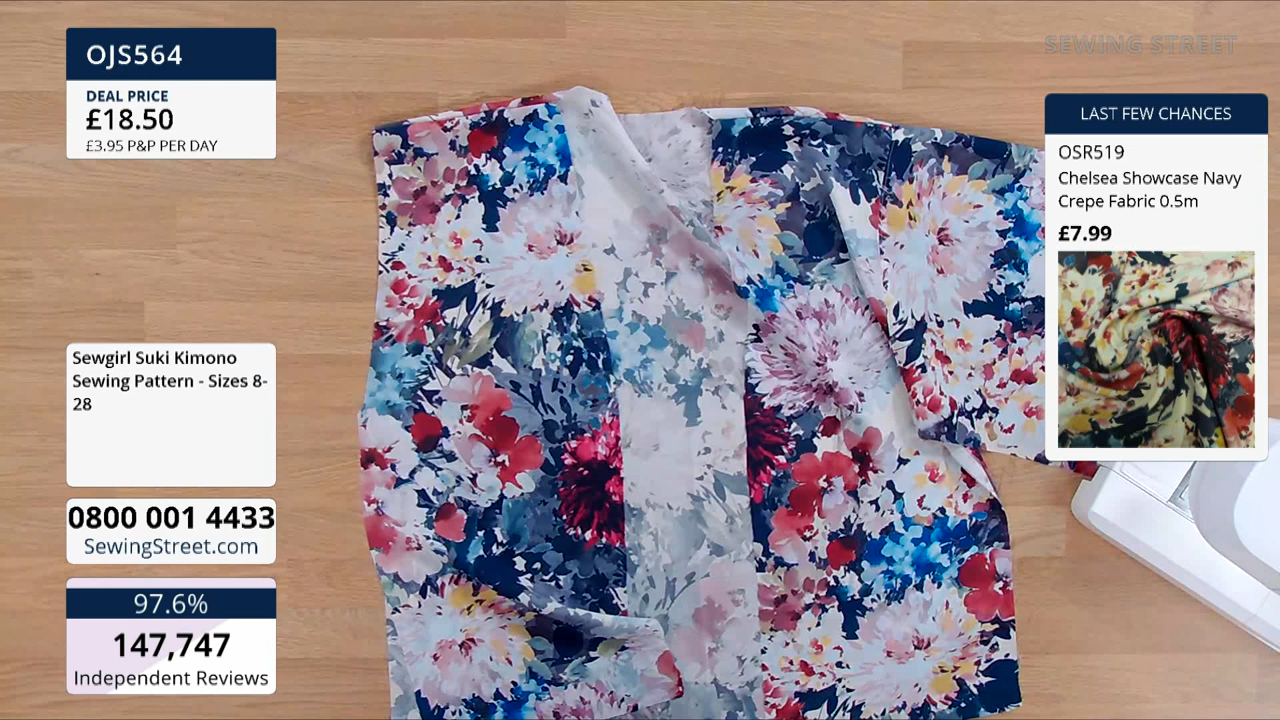 OJS564
DEAL PRICE
£18.50
£3.95 P&P PER DAY
Sewgirl Suki Kimono
Sewing Pattern - Sizes 8-
28
0800 001 4433
SewingStreet.com
97.6%
147,747
Independent Reviews
SEWING STREET
LAST FEW CHANCES
OSR519
Chelsea Showcase Navy
Crepe Fabric 0.5m
£7.99